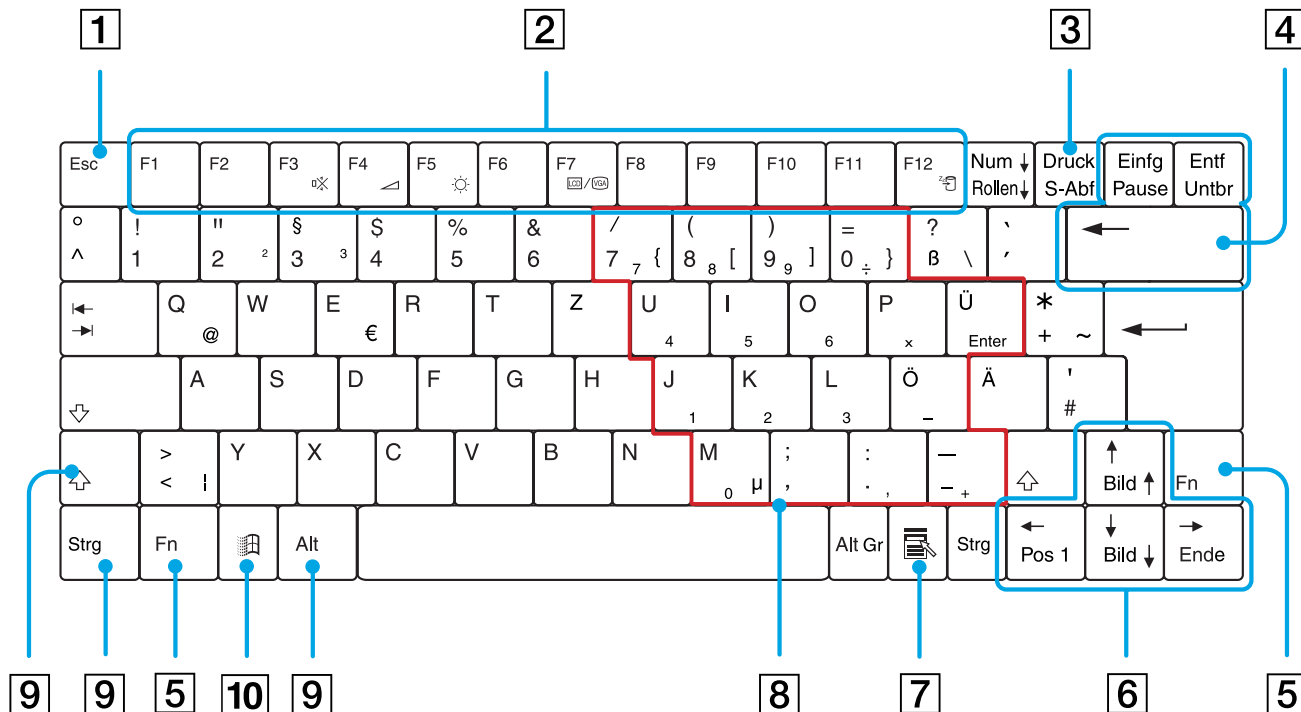 1 2 3 4
Esc F1 F2 F3 F4 F5 F6 F7 LCD / VGA F8 F9 F10 F11 F12 Num ↓ Rollen ↓ Druck S-Abf Einfg Pause Entf Untbr
° ^ ! 1 " 2 ² § 3 ³ $ 4 % 5 & 6 / 7 7 { ( 8 8 [ ) 9 9 ] = 0 ÷ } ? ß \ ` ´ ←
Q @ W E € R T Z U 4 I 5 O 6 P × Ü Enter * + ~
A S D F G H J 1 K 2 L 3 Ö − Ä ' #
> < ¦ Y X C V B N M 0 µ ; , : . , — – + ↑ Bild ↑ Fn
Strg Fn Alt Alt Gr Strg ← Pos 1 ↓ Bild ↓ → Ende
9 9 5 10 9 8 7 6 5